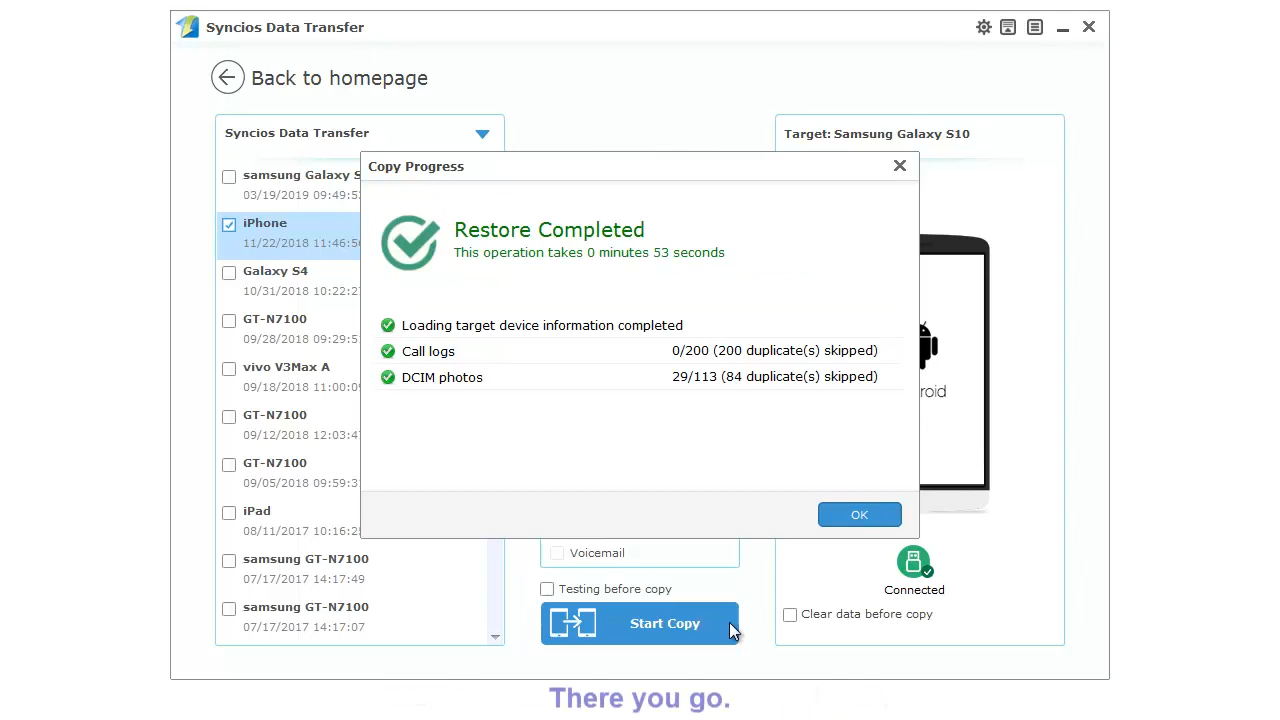 Syncios Data Transfer
Back to homepage
Syncios Data Transfer
samsung Galaxy S
03/19/2019 09:49:5
iPhone
11/22/2018 11:46:5
Galaxy S4
10/31/2018 10:22:2
GT-N7100
09/28/2018 09:29:5
vivo V3Max A
09/18/2018 11:00:0
GT-N7100
09/12/2018 12:03:4
GT-N7100
09/05/2018 09:59:3
iPad
08/11/2017 10:16:2
samsung GT-N7100
07/17/2017 14:17:49
samsung GT-N7100
07/17/2017 14:17:07
Copy Progress
Restore Completed
This operation takes 0 minutes 53 seconds
Loading target device information completed
Call logs 0/200 (200 duplicate(s) skipped)
DCIM photos 29/113 (84 duplicate(s) skipped)
OK
Voicemail
Testing before copy
Start Copy
Target: Samsung Galaxy S10
roid
Connected
Clear data before copy
There you go.